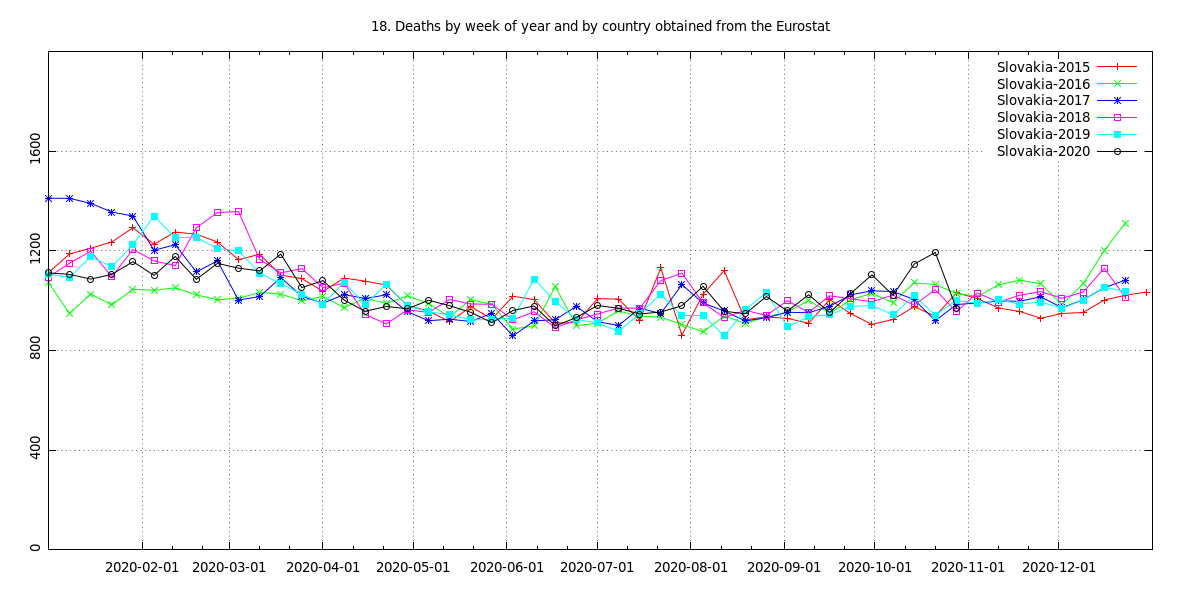 18. Deaths by week of year and by country obtained from the Eurostat
Slovakia-2015
Slovakia-2016
Slovakia-2017
Slovakia-2018
Slovakia-2019
Slovakia-2020
1600
1200
800
400
0
2020-02-01 2020-03-01 2020-04-01 2020-05-01 2020-06-01 2020-07-01 2020-08-01 2020-09-01 2020-10-01 2020-11-01 2020-12-01